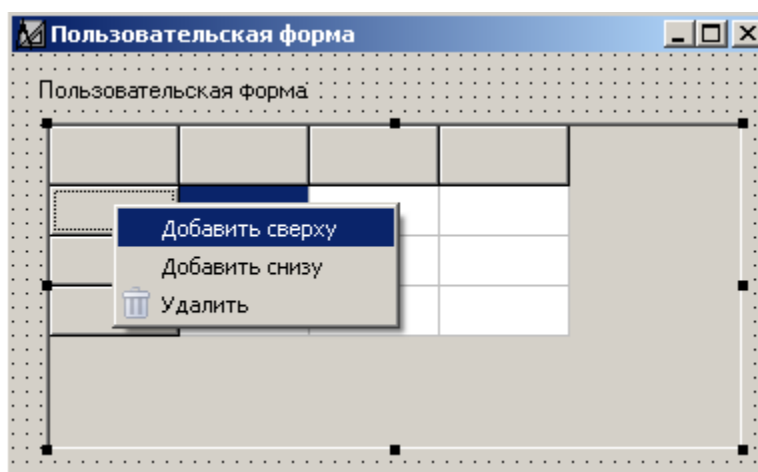 Пользовательская форма
Пользовательская форма
Добавить сверху
Добавить снизу
Удалить